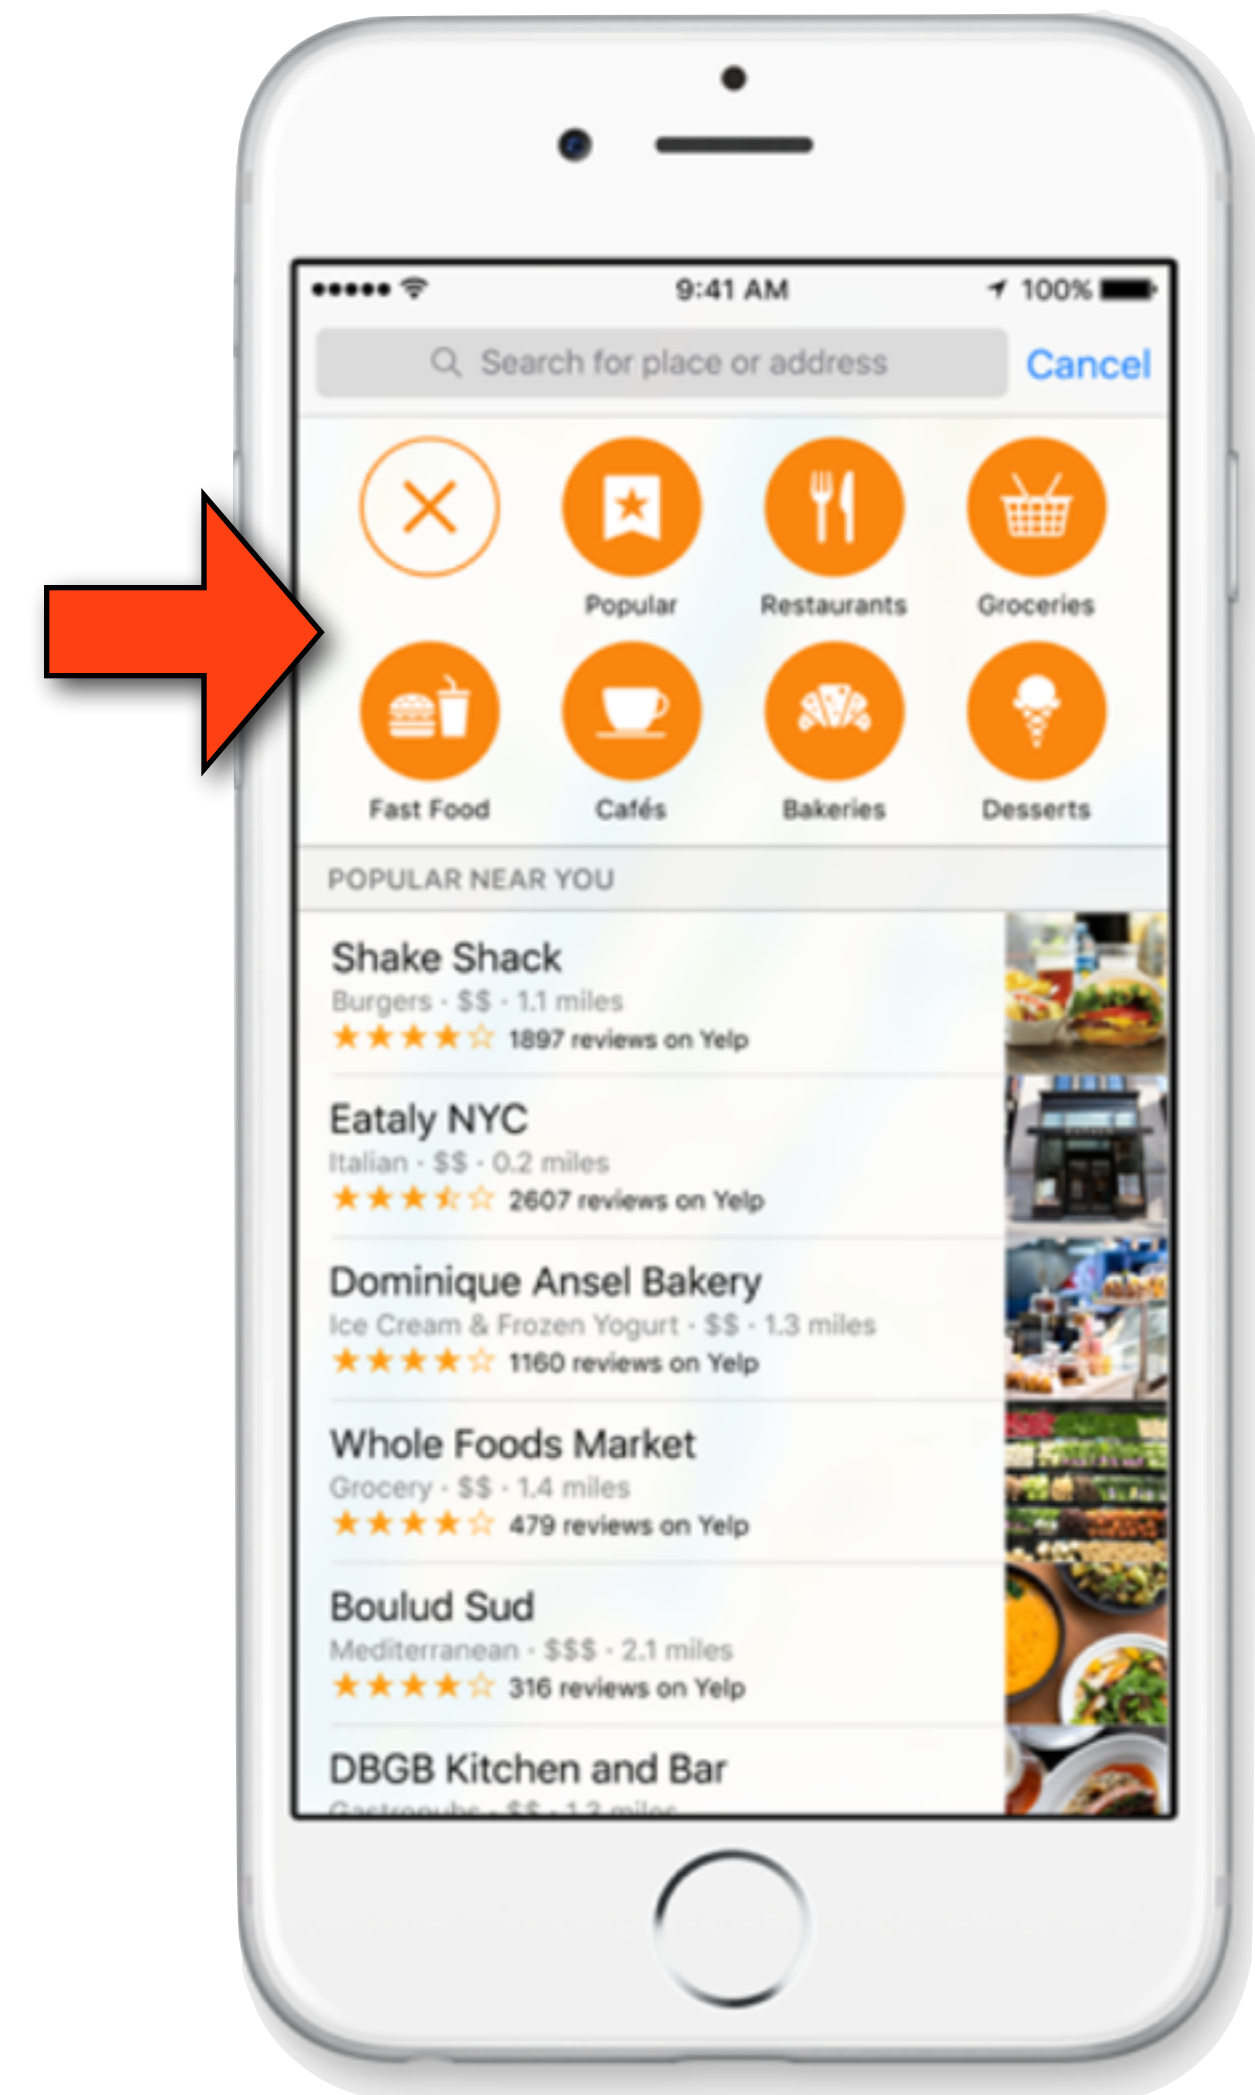 9:41 AM 100%
Search for place or address Cancel
Popular Restaurants Groceries
Fast Food Cafés Bakeries Desserts
POPULAR NEAR YOU
Shake Shack
Burgers · $$ · 1.1 miles
1897 reviews on Yelp
Eataly NYC
Italian · $$ · 0.2 miles
2607 reviews on Yelp
Dominique Ansel Bakery
Ice Cream & Frozen Yogurt · $$ · 1.3 miles
1160 reviews on Yelp
Whole Foods Market
Grocery · $$ · 1.4 miles
479 reviews on Yelp
Boulud Sud
Mediterranean · $$$ · 2.1 miles
316 reviews on Yelp
DBGB Kitchen and Bar
Gastropubs · $$ · 1.2 miles